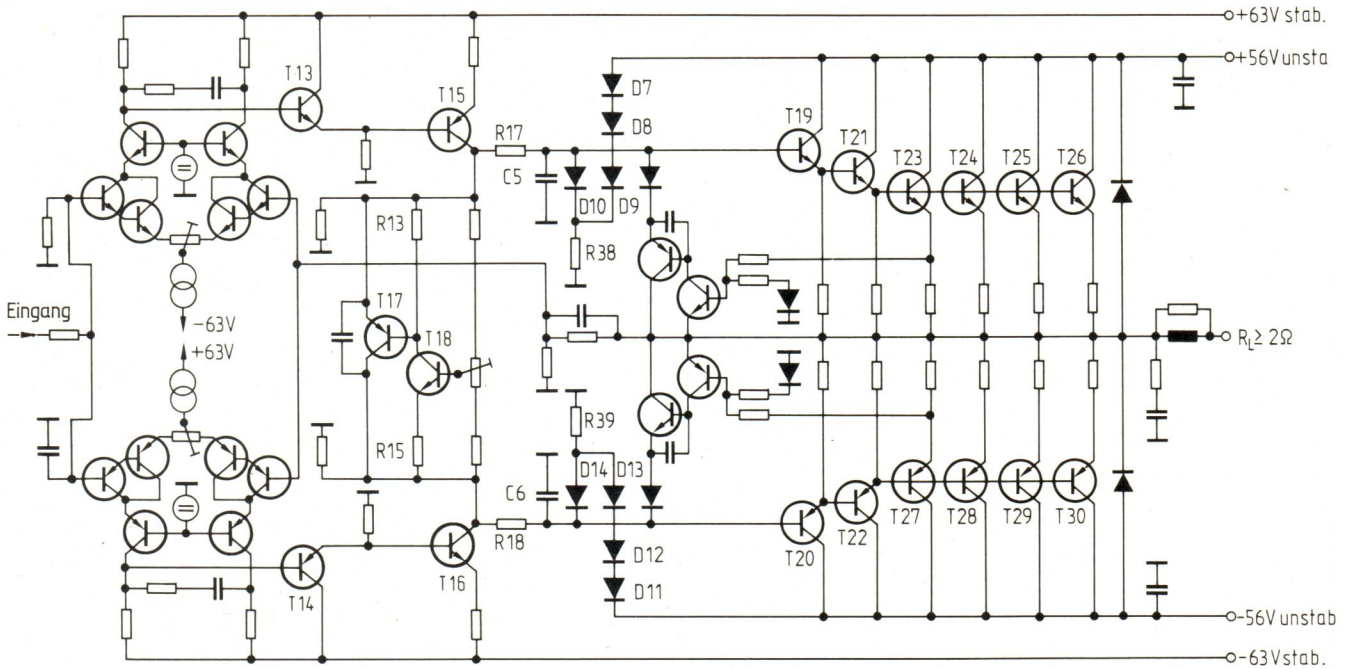 +63V stab.
+56V unsta
T13
T15
D7
D8
R17
T19
T21
T23
T24
T25
T26
C5
D10
D9
R13
R38
Eingang
-63V
+63V
T17
T18
R_L ≥ 2Ω
R39
R15
D14
D13
C6
R18
T14
T16
D12
D11
T20
T22
T27
T28
T29
T30
-56V unstab
-63V stab.